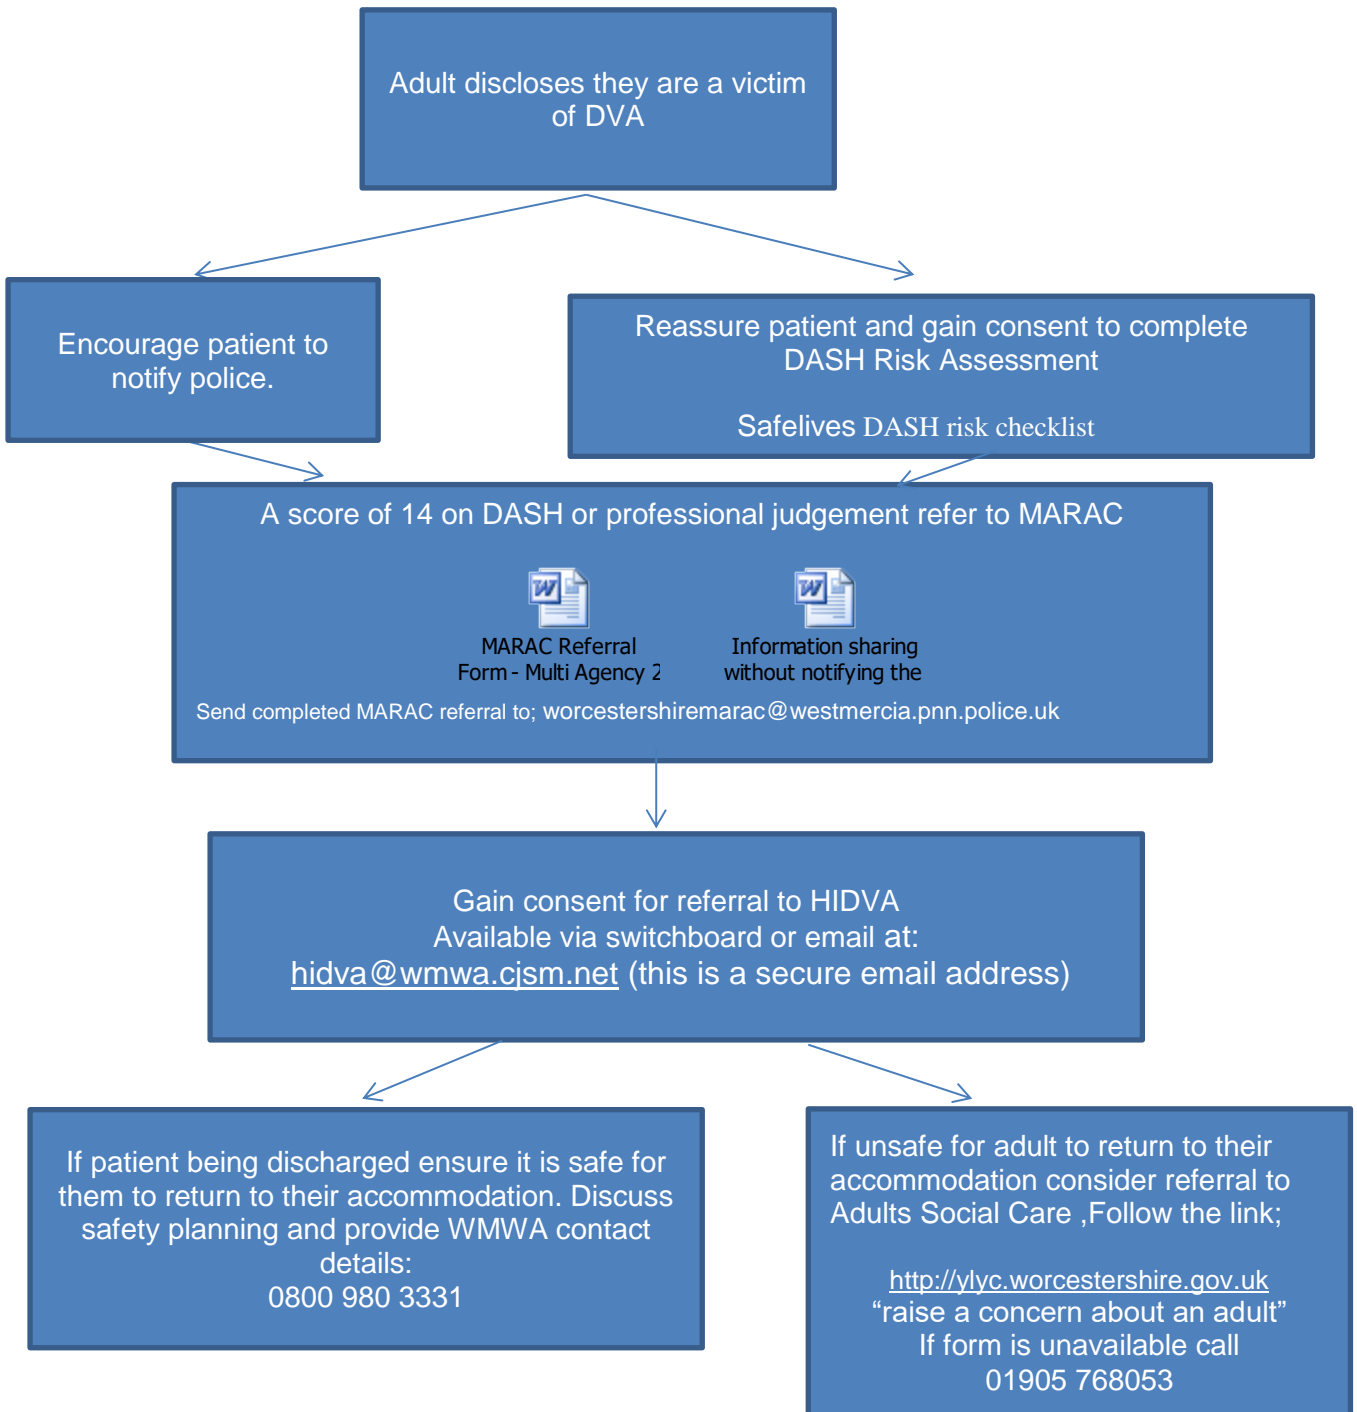 Adult discloses they are a victim
of DVA
Encourage patient to
notify police.
Reassure patient and gain consent to complete
DASH Risk Assessment
Safelives DASH risk checklist
A score of 14 on DASH or professional judgement refer to MARAC
MARAC Referral
Form - Multi Agency 2
Information sharing
without notifying the
Send completed MARAC referral to; worcestershiremarac@westmercia.pnn.police.uk
Gain consent for referral to HIDVA
Available via switchboard or email at:
hidva@wmwa.cjsm.net (this is a secure email address)
If patient being discharged ensure it is safe for
them to return to their accommodation. Discuss
safety planning and provide WMWA contact
details:
0800 980 3331
If unsafe for adult to return to their
accommodation consider referral to
Adults Social Care ,Follow the link;
http://ylyc.worcestershire.gov.uk
“raise a concern about an adult”
If form is unavailable call
01905 768053